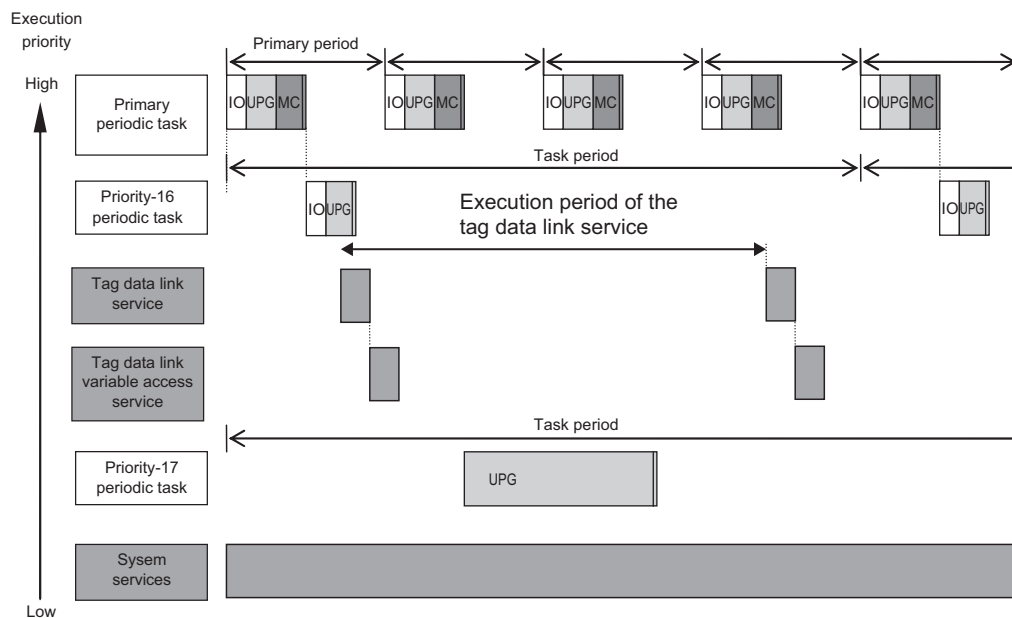 Execution
priority
High
Primary period
Primary
periodic task
IO UPG MC
IO UPG MC
IO UPG MC
IO UPG MC
IO UPG MC
Task period
Priority-16
periodic task
IO UPG
Execution period of the
tag data link service
IO UPG
Tag data link
service
Tag data link
variable access
service
Task period
Priority-17
periodic task
UPG
Sysem
services
Low